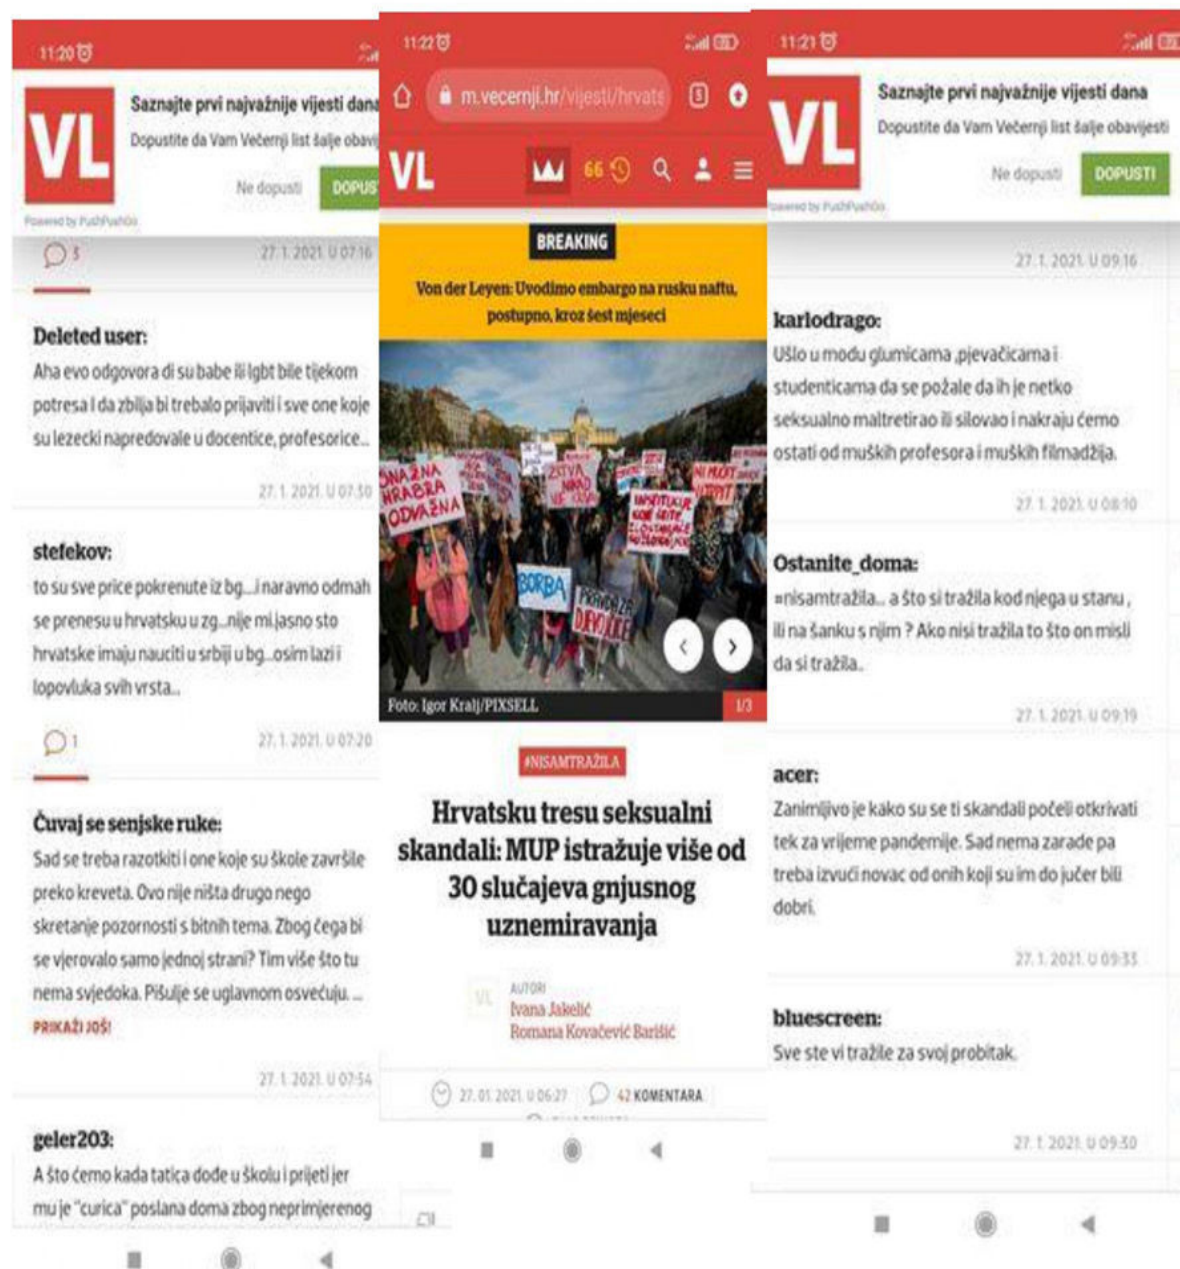 11:20
VL
Saznajte prvi najvažnije vijesti dana
Dopustite da Vam Večernji list šalje obavij
Ne dopusti
DOPUS
Powered by PushPushGo
3
27. 1. 2021. U 07:16
Deleted user:
Aha evo odgovora di su babe ili lgbt bile tijekom
potresa I da zbilja bi trebalo prijaviti i sve one koje
su lezecki napredovale u docentice, profesorice...
27. 1. 2021. U 07:30
stefekov:
to su sve price pokrenute iz bg....i naravno odmah
se prenesu u hrvatsku u zg...nije mi.jasno sto
hrvatske imaju nauciti u srbiji u bg...osim lazi i
lopovluka svih vrsta...
1
27. 1. 2021. U 07:20
Čuvaj se senjske ruke:
Sad se treba razotkiti i one koje su škole završile
preko kreveta. Ovo nije ništa drugo nego
skretanje pozornosti s bitnih tema. Zbog čega bi
se vjerovalo samo jednoj strani? Tim više što tu
nema svjedoka. Pišulje se uglavnom osvećuju. ...
PRIKAŽI JOŠ!
27. 1. 2021. U 07:54
geler203:
A što ćemo kada tatica dođe u školu i prijeti jer
mu je "curica" poslana doma zbog neprimjerenog
11:22
m.vecernji.hr/vijesti/hrvats
5
VL
66
BREAKING
Von der Leyen: Uvodimo embargo na rusku naftu,
postupno, kroz šest mjeseci
SNAŽNA
HRABRA
ODVAŽNA
ŽRTVA
NIKAD
NIJE KRIVA
BORBA
PRAVDA ZA
DJEVOJČICE
Foto: Igor Kralj/PIXSELL
1/3
#NISAMTRAŽILA
Hrvatsku tresu seksualni
skandali: MUP istražuje više od
30 slučajeva gnjusnog
uznemiravanja
VL
AUTORI
Ivana Jakelić
Romana Kovačević Barišić
27. 01. 2021. U 06:27
42 KOMENTARA
11:21
VL
Saznajte prvi najvažnije vijesti dana
Dopustite da Vam Večernji list šalje obavijesti
Ne dopusti
DOPUSTI
Powered by PushPushGo
27. 1. 2021. U 09:16
karlodrago:
Ušlo u modu glumicama ,pjevačicama i
studenticama da se požale da ih je netko
seksualno maltretirao ili silovao i nakraju ćemo
ostati od muških profesora i muških filmadžija.
27. 1. 2021. U 08:10
Ostanite_doma:
#nisamtražila... a što si tražila kod njega u stanu ,
ili na šanku s njim ? Ako nisi tražila to što on misli
da si tražila..
27. 1. 2021. U 09:19
acer:
Zanimljivo je kako su se ti skandali počeli otkrivati
tek za vrijeme pandemije. Sad nema zarade pa
treba izvući novac od onih koji su im do jučer bili
dobri.
27. 1. 2021. U 09:33
bluescreen:
Sve ste vi tražile za svoj probitak.
27. 1. 2021. U 09:30